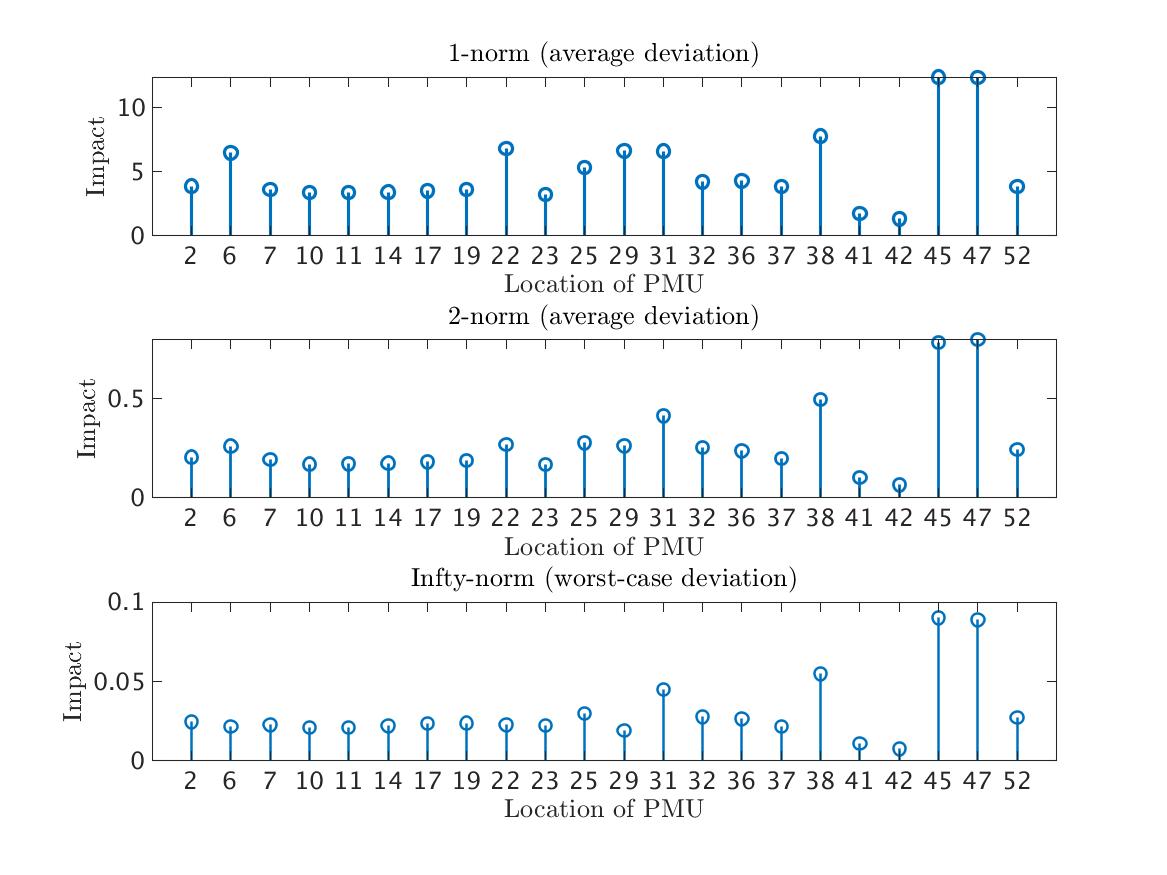 1-norm (average deviation)
10
5
0
Impact
2 6 7 10 11 14 17 19 22 23 25 29 31 32 36 37 38 41 42 45 47 52
Location of PMU
2-norm (average deviation)
0.5
0
Impact
2 6 7 10 11 14 17 19 22 23 25 29 31 32 36 37 38 41 42 45 47 52
Location of PMU
Infty-norm (worst-case deviation)
0.1
0.05
0
Impact
2 6 7 10 11 14 17 19 22 23 25 29 31 32 36 37 38 41 42 45 47 52
Location of PMU